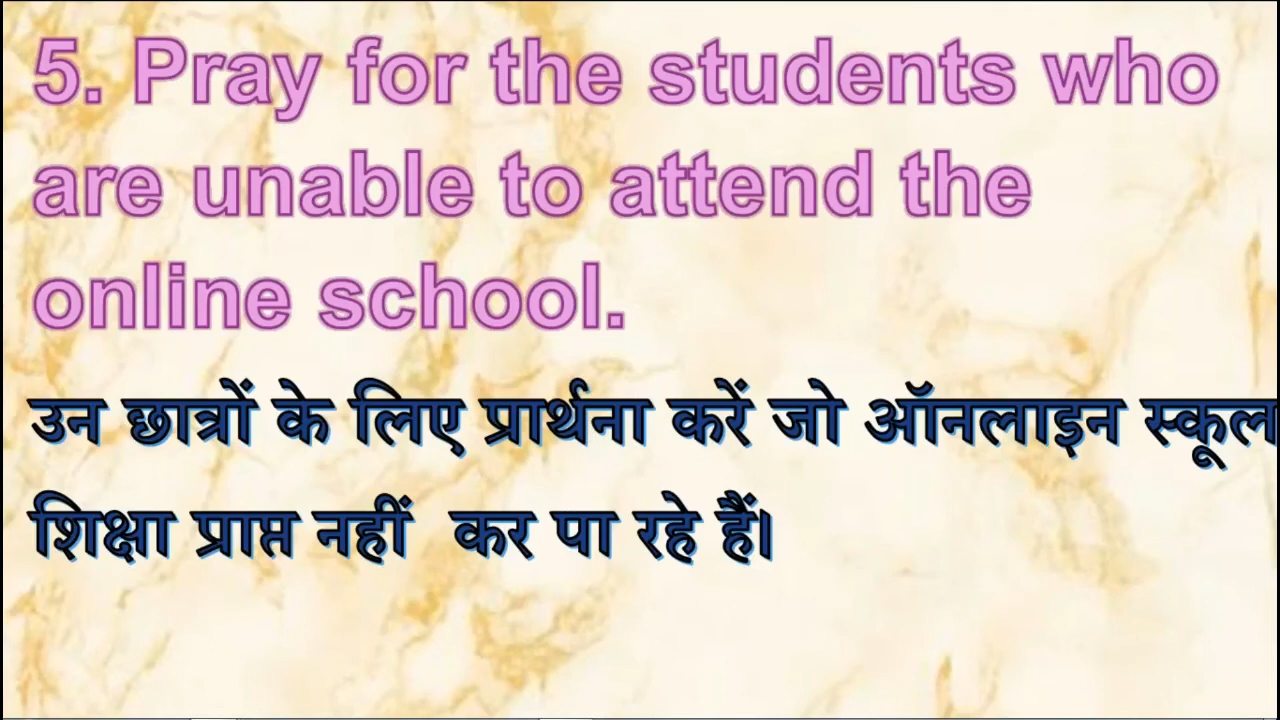 5. Pray for the students who
are unable to attend the
online school.
उन छात्रों के लिए प्रार्थना करें जो ऑनलाइन स्कूल
शिक्षा प्राप्त नहीं कर पा रहे हैं।